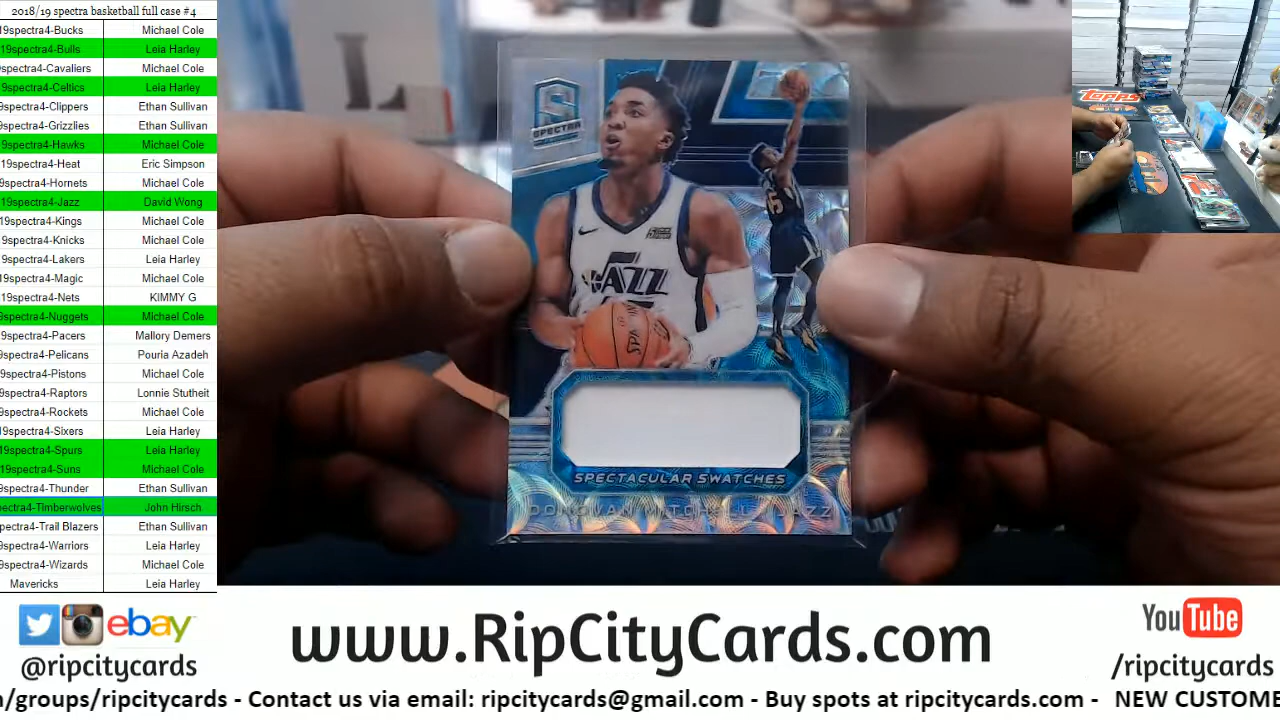 2018/19 spectra basketball full case #4
19spectra4-Bucks Michael Cole
19spectra4-Bulls Leia Harley
9spectra4-Cavaliers Michael Cole
9spectra4-Celtics Leia Harley
9spectra4-Clippers Ethan Sullivan
9spectra4-Grizzlies Ethan Sullivan
9spectra4-Hawks Michael Cole
19spectra4-Heat Eric Simpson
19spectra4-Hornets Michael Cole
19spectra4-Jazz David Wong
19spectra4-Kings Michael Cole
9spectra4-Knicks Michael Cole
9spectra4-Lakers Leia Harley
19spectra4-Magic Michael Cole
19spectra4-Nets KIMMY G
9spectra4-Nuggets Michael Cole
19spectra4-Pacers Mallory Demers
9spectra4-Pelicans Pouria Azadeh
9spectra4-Pistons Michael Cole
9spectra4-Raptors Lonnie Stutheit
9spectra4-Rockets Michael Cole
19spectra4-Sixers Leia Harley
19spectra4-Spurs Leia Harley
19spectra4-Suns Michael Cole
9spectra4-Thunder Ethan Sullivan
pectra4-Timberwolves John Hirsch
pectra4-Trail Blazers Ethan Sullivan
9spectra4-Warriors Leia Harley
9spectra4-Wizards Michael Cole
Mavericks Leia Harley
S
SPECTRA
JAZZ
45
SPALDING
SPECTACULAR SWATCHES
DONOVAN MITCHELL / JAZZ
TOPPS
ebay
@ripcitycards
www.RipCityCards.com
YouTube
/ripcitycards
n/groups/ripcitycards - Contact us via email: ripcitycards@gmail.com - Buy spots at ripcitycards.com - NEW CUSTOME